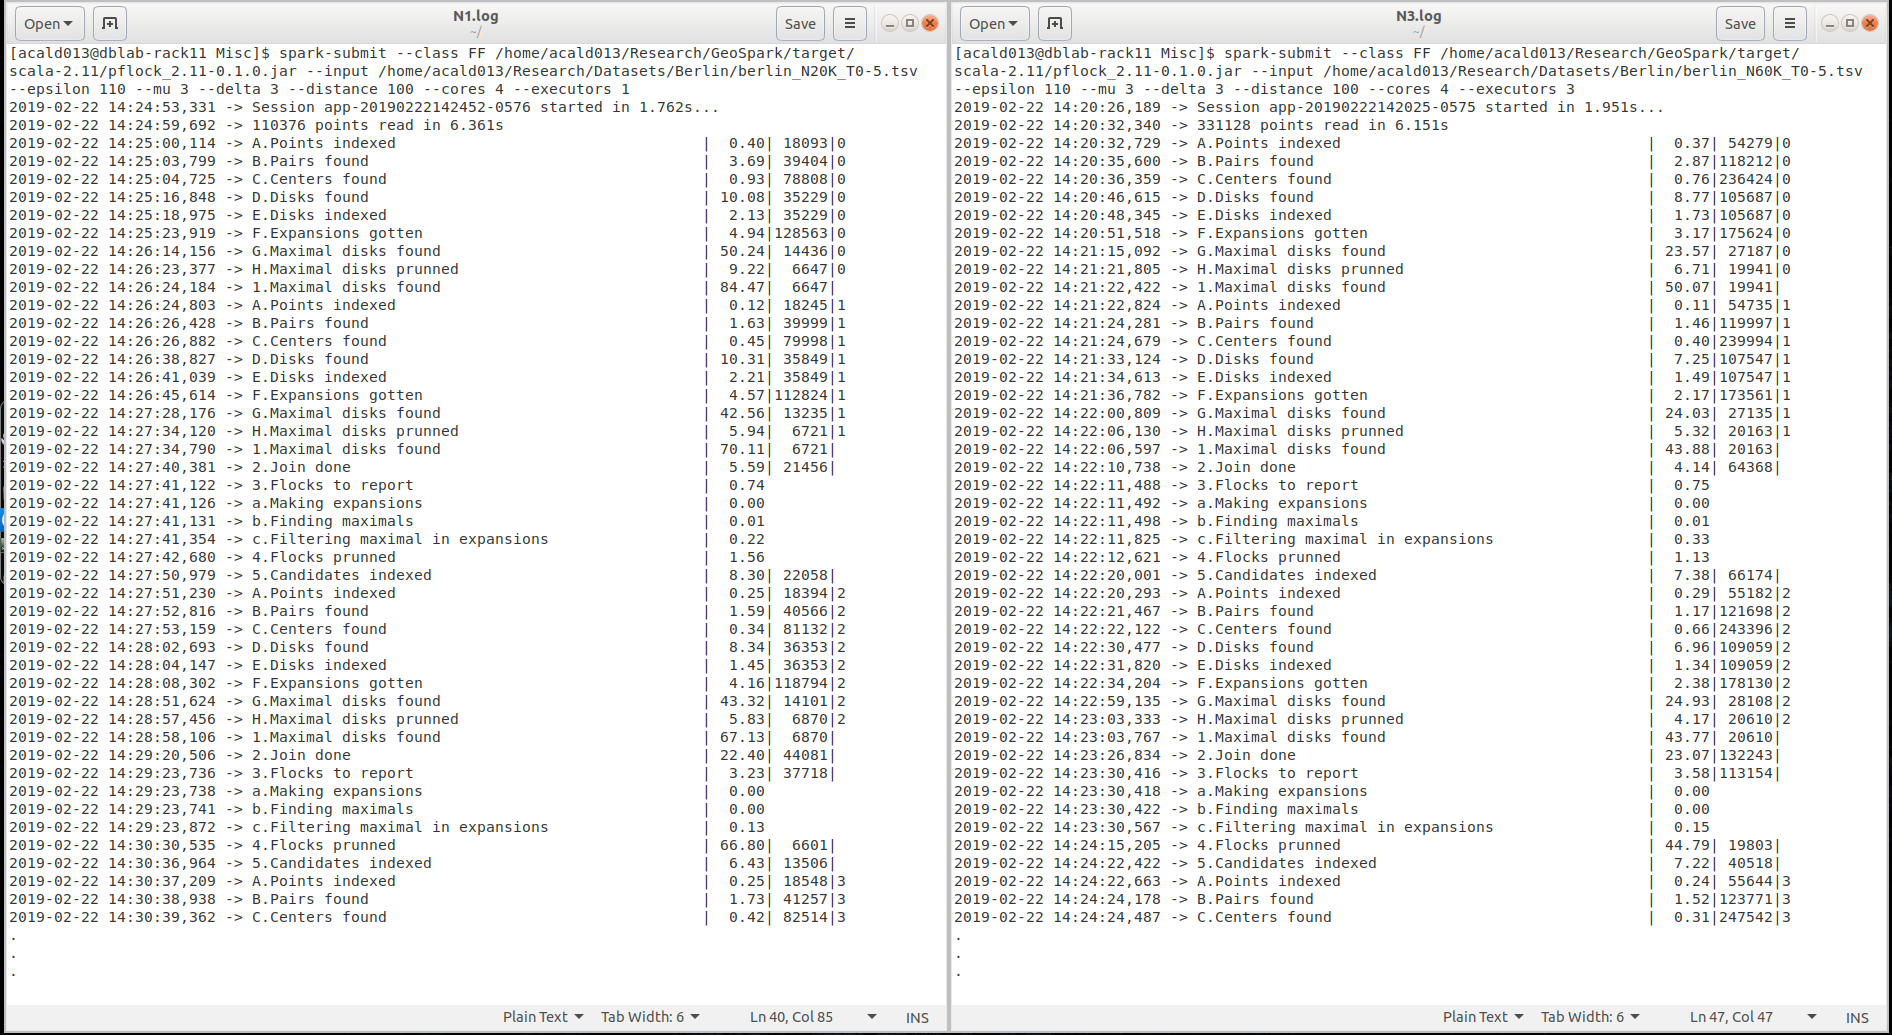 Open
N1.log
~/
Save
[acald013@dblab-rack11 Misc]$ spark-submit --class FF /home/acald013/Research/GeoSpark/target/
scala-2.11/pflock_2.11-0.1.0.jar --input /home/acald013/Research/Datasets/Berlin/berlin_N20K_T0-5.tsv
--epsilon 110 --mu 3 --delta 3 --distance 100 --cores 4 --executors 1
2019-02-22 14:24:53,331 -> Session app-20190222142452-0576 started in 1.762s...
2019-02-22 14:24:59,692 -> 110376 points read in 6.361s
2019-02-22 14:25:00,114 -> A.Points indexed | 0.40| 18093|0
2019-02-22 14:25:03,799 -> B.Pairs found | 3.69| 39404|0
2019-02-22 14:25:04,725 -> C.Centers found | 0.93| 78808|0
2019-02-22 14:25:16,848 -> D.Disks found | 10.08| 35229|0
2019-02-22 14:25:18,975 -> E.Disks indexed | 2.13| 35229|0
2019-02-22 14:25:23,919 -> F.Expansions gotten | 4.94|128563|0
2019-02-22 14:26:14,156 -> G.Maximal disks found | 50.24| 14436|0
2019-02-22 14:26:23,377 -> H.Maximal disks prunned | 9.22| 6647|0
2019-02-22 14:26:24,184 -> 1.Maximal disks found | 84.47| 6647|
2019-02-22 14:26:24,803 -> A.Points indexed | 0.12| 18245|1
2019-02-22 14:26:26,428 -> B.Pairs found | 1.63| 39999|1
2019-02-22 14:26:26,882 -> C.Centers found | 0.45| 79998|1
2019-02-22 14:26:38,827 -> D.Disks found | 10.31| 35849|1
2019-02-22 14:26:41,039 -> E.Disks indexed | 2.21| 35849|1
2019-02-22 14:26:45,614 -> F.Expansions gotten | 4.57|112824|1
2019-02-22 14:27:28,176 -> G.Maximal disks found | 42.56| 13235|1
2019-02-22 14:27:34,120 -> H.Maximal disks prunned | 5.94| 6721|1
2019-02-22 14:27:34,790 -> 1.Maximal disks found | 70.11| 6721|
2019-02-22 14:27:40,381 -> 2.Join done | 5.59| 21456|
2019-02-22 14:27:41,122 -> 3.Flocks to report | 0.74
2019-02-22 14:27:41,126 -> a.Making expansions | 0.00
2019-02-22 14:27:41,131 -> b.Finding maximals | 0.01
2019-02-22 14:27:41,354 -> c.Filtering maximal in expansions | 0.22
2019-02-22 14:27:42,680 -> 4.Flocks prunned | 1.56
2019-02-22 14:27:50,979 -> 5.Candidates indexed | 8.30| 22058|
2019-02-22 14:27:51,230 -> A.Points indexed | 0.25| 18394|2
2019-02-22 14:27:52,816 -> B.Pairs found | 1.59| 40566|2
2019-02-22 14:27:53,159 -> C.Centers found | 0.34| 81132|2
2019-02-22 14:28:02,693 -> D.Disks found | 8.34| 36353|2
2019-02-22 14:28:04,147 -> E.Disks indexed | 1.45| 36353|2
2019-02-22 14:28:08,302 -> F.Expansions gotten | 4.16|118794|2
2019-02-22 14:28:51,624 -> G.Maximal disks found | 43.32| 14101|2
2019-02-22 14:28:57,456 -> H.Maximal disks prunned | 5.83| 6870|2
2019-02-22 14:28:58,106 -> 1.Maximal disks found | 67.13| 6870|
2019-02-22 14:29:20,506 -> 2.Join done | 22.40| 44081|
2019-02-22 14:29:23,736 -> 3.Flocks to report | 3.23| 37718|
2019-02-22 14:29:23,738 -> a.Making expansions | 0.00
2019-02-22 14:29:23,741 -> b.Finding maximals | 0.00
2019-02-22 14:29:23,872 -> c.Filtering maximal in expansions | 0.13
2019-02-22 14:30:30,535 -> 4.Flocks prunned | 66.80| 6601|
2019-02-22 14:30:36,964 -> 5.Candidates indexed | 6.43| 13506|
2019-02-22 14:30:37,209 -> A.Points indexed | 0.25| 18548|3
2019-02-22 14:30:38,938 -> B.Pairs found | 1.73| 41257|3
2019-02-22 14:30:39,362 -> C.Centers found | 0.42| 82514|3
.
.
.
Plain Text Tab Width: 6 Ln 40, Col 85 INS
Open
N3.log
~/
Save
[acald013@dblab-rack11 Misc]$ spark-submit --class FF /home/acald013/Research/GeoSpark/target/
scala-2.11/pflock_2.11-0.1.0.jar --input /home/acald013/Research/Datasets/Berlin/berlin_N60K_T0-5.tsv
--epsilon 110 --mu 3 --delta 3 --distance 100 --cores 4 --executors 3
2019-02-22 14:20:26,189 -> Session app-20190222142025-0575 started in 1.951s...
2019-02-22 14:20:32,340 -> 331128 points read in 6.151s
2019-02-22 14:20:32,729 -> A.Points indexed | 0.37| 54279|0
2019-02-22 14:20:35,600 -> B.Pairs found | 2.87|118212|0
2019-02-22 14:20:36,359 -> C.Centers found | 0.76|236424|0
2019-02-22 14:20:46,615 -> D.Disks found | 8.77|105687|0
2019-02-22 14:20:48,345 -> E.Disks indexed | 1.73|105687|0
2019-02-22 14:20:51,518 -> F.Expansions gotten | 3.17|175624|0
2019-02-22 14:21:15,092 -> G.Maximal disks found | 23.57| 27187|0
2019-02-22 14:21:21,805 -> H.Maximal disks prunned | 6.71| 19941|0
2019-02-22 14:21:22,422 -> 1.Maximal disks found | 50.07| 19941|
2019-02-22 14:21:22,824 -> A.Points indexed | 0.11| 54735|1
2019-02-22 14:21:24,281 -> B.Pairs found | 1.46|119997|1
2019-02-22 14:21:24,679 -> C.Centers found | 0.40|239994|1
2019-02-22 14:21:33,124 -> D.Disks found | 7.25|107547|1
2019-02-22 14:21:34,613 -> E.Disks indexed | 1.49|107547|1
2019-02-22 14:21:36,782 -> F.Expansions gotten | 2.17|173561|1
2019-02-22 14:22:00,809 -> G.Maximal disks found | 24.03| 27135|1
2019-02-22 14:22:06,130 -> H.Maximal disks prunned | 5.32| 20163|1
2019-02-22 14:22:06,597 -> 1.Maximal disks found | 43.88| 20163|
2019-02-22 14:22:10,738 -> 2.Join done | 4.14| 64368|
2019-02-22 14:22:11,488 -> 3.Flocks to report | 0.75
2019-02-22 14:22:11,492 -> a.Making expansions | 0.00
2019-02-22 14:22:11,498 -> b.Finding maximals | 0.01
2019-02-22 14:22:11,825 -> c.Filtering maximal in expansions | 0.33
2019-02-22 14:22:12,621 -> 4.Flocks prunned | 1.13
2019-02-22 14:22:20,001 -> 5.Candidates indexed | 7.38| 66174|
2019-02-22 14:22:20,293 -> A.Points indexed | 0.29| 55182|2
2019-02-22 14:22:21,467 -> B.Pairs found | 1.17|121698|2
2019-02-22 14:22:22,122 -> C.Centers found | 0.66|243396|2
2019-02-22 14:22:30,477 -> D.Disks found | 6.96|109059|2
2019-02-22 14:22:31,820 -> E.Disks indexed | 1.34|109059|2
2019-02-22 14:22:34,204 -> F.Expansions gotten | 2.38|178130|2
2019-02-22 14:22:59,135 -> G.Maximal disks found | 24.93| 28108|2
2019-02-22 14:23:03,333 -> H.Maximal disks prunned | 4.17| 20610|2
2019-02-22 14:23:03,767 -> 1.Maximal disks found | 43.77| 20610|
2019-02-22 14:23:26,834 -> 2.Join done | 23.07|132243|
2019-02-22 14:23:30,416 -> 3.Flocks to report | 3.58|113154|
2019-02-22 14:23:30,418 -> a.Making expansions | 0.00
2019-02-22 14:23:30,422 -> b.Finding maximals | 0.00
2019-02-22 14:23:30,567 -> c.Filtering maximal in expansions | 0.15
2019-02-22 14:24:15,205 -> 4.Flocks prunned | 44.79| 19803|
2019-02-22 14:24:22,422 -> 5.Candidates indexed | 7.22| 40518|
2019-02-22 14:24:22,663 -> A.Points indexed | 0.24| 55644|3
2019-02-22 14:24:24,178 -> B.Pairs found | 1.52|123771|3
2019-02-22 14:24:24,487 -> C.Centers found | 0.31|247542|3
.
.
.
Plain Text Tab Width: 6 Ln 47, Col 47 INS